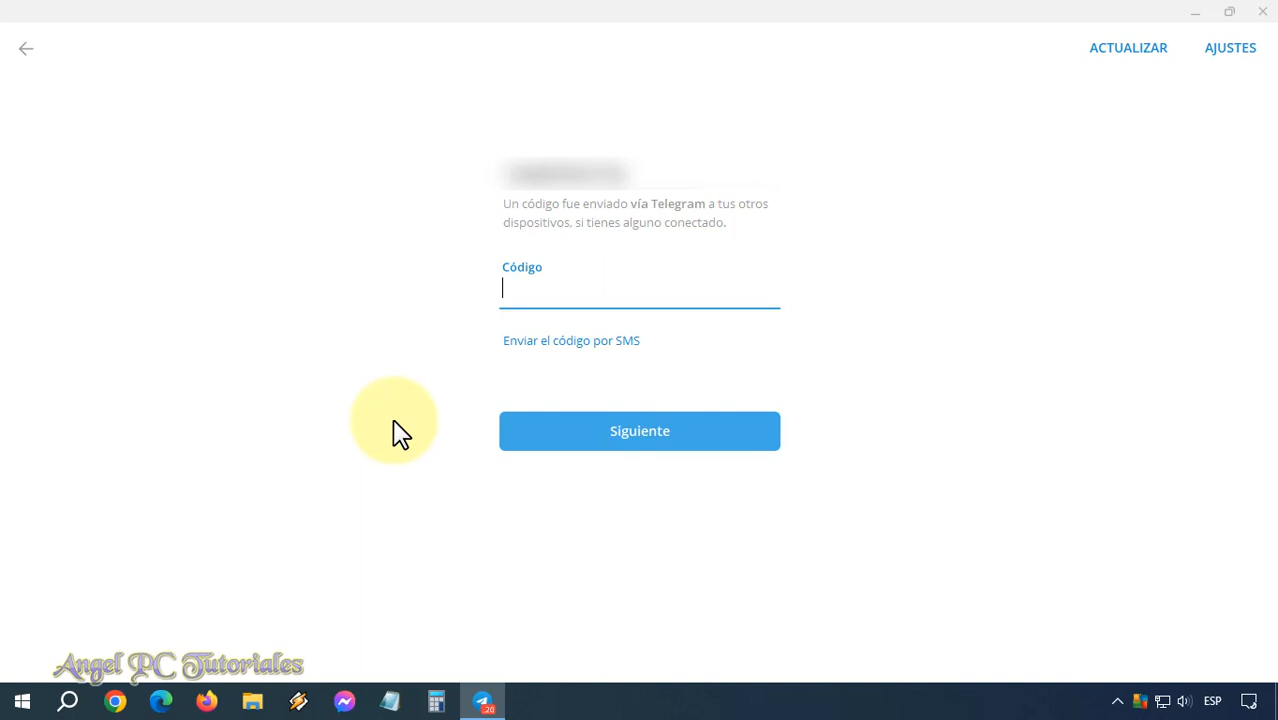 ACTUALIZAR
AJUSTES
Un código fue enviado vía Telegram a tus otros
dispositivos, si tienes alguno conectado.
Código
Enviar el código por SMS
Siguiente
Angel PC Tutoriales
20
ESP